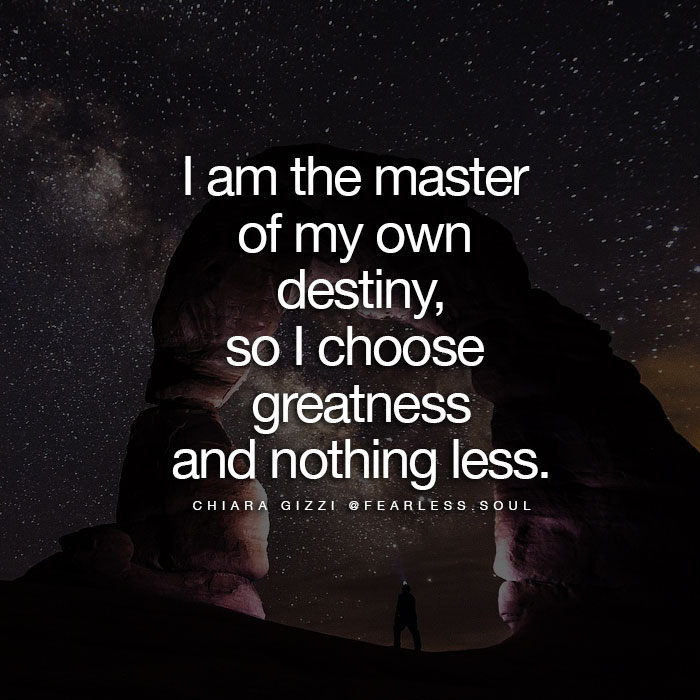 I am the master
of my own
destiny,
so I choose
greatness
and nothing less.
CHIARA GIZZI @FEARLESS.SOUL